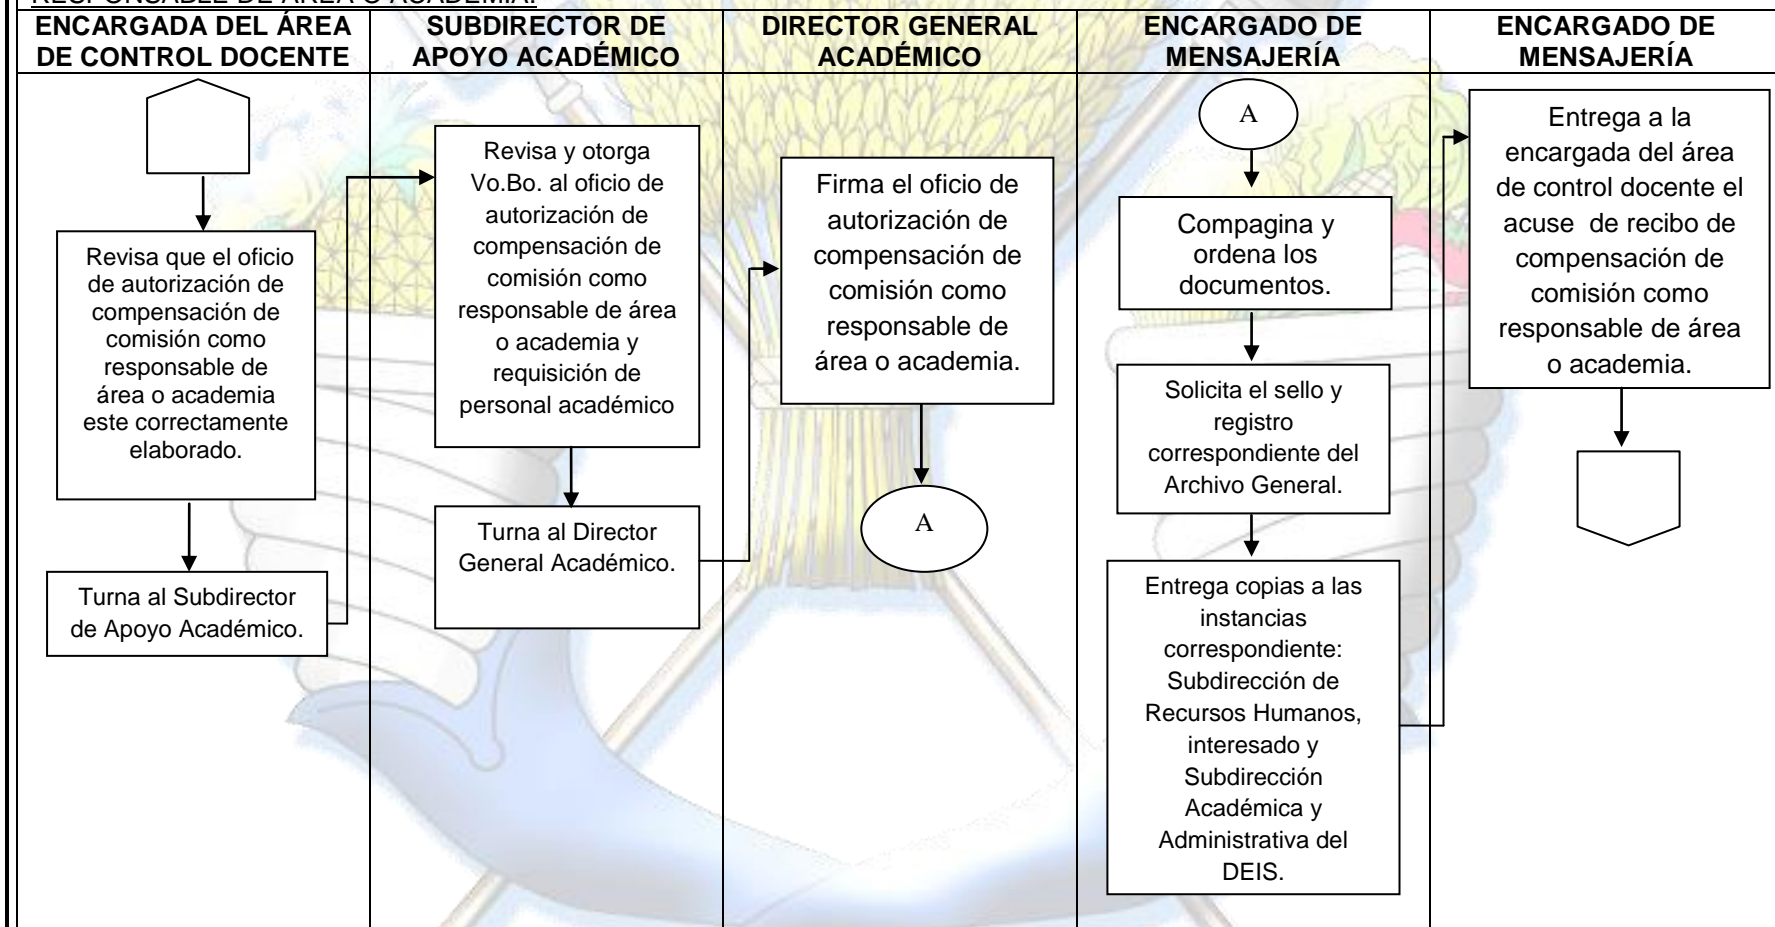 RESPONSABLE DE ÁREA O ACADEMIA.
ENCARGADA DEL ÁREA
DE CONTROL DOCENTE
SUBDIRECTOR DE
APOYO ACADÉMICO
DIRECTOR GENERAL
ACADÉMICO
ENCARGADO DE
MENSAJERÍA
ENCARGADO DE
MENSAJERÍA
Revisa que el oficio
de autorización de
compensación de
comisión como
responsable de
área o academia
este correctamente
elaborado.
Turna al Subdirector
de Apoyo Académico.
Revisa y otorga
Vo.Bo. al oficio de
autorización de
compensación de
comisión como
responsable de área
o academia y
requisición de
personal académico
Turna al Director
General Académico.
Firma el oficio de
autorización de
compensación de
comisión como
responsable de
área o academia.
A
A
Compagina y
ordena los
documentos.
Solicita el sello y
registro
correspondiente del
Archivo General.
Entrega copias a las
instancias
correspondiente:
Subdirección de
Recursos Humanos,
interesado y
Subdirección
Académica y
Administrativa del
DEIS.
Entrega a la
encargada del área
de control docente el
acuse de recibo de
compensación de
comisión como
responsable de área
o academia.